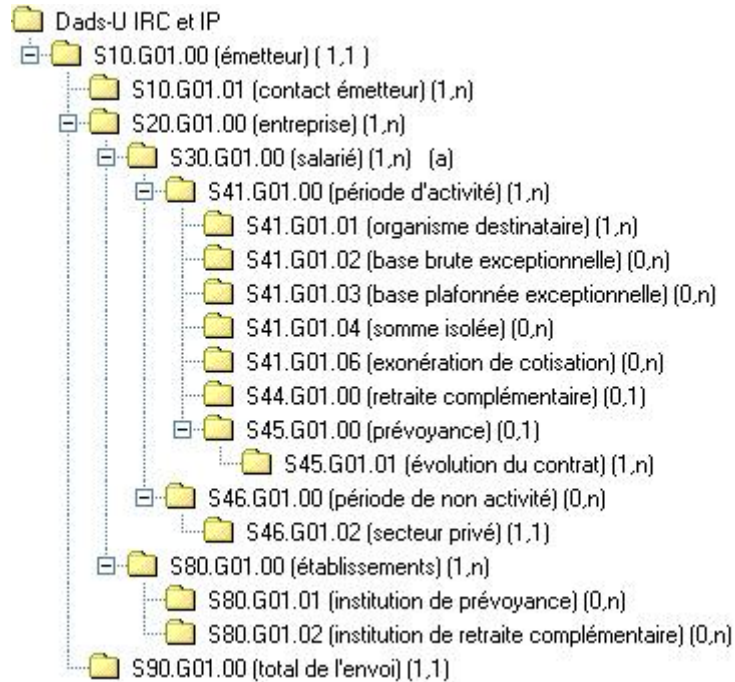 Dads-U IRC et IP
S10.G01.00 (émetteur) ( 1,1 )
S10.G01.01 (contact émetteur) (1,n)
S20.G01.00 (entreprise) (1,n)
S30.G01.00 (salarié) (1,n) (a)
S41.G01.00 (période d'activité) (1,n)
S41.G01.01 (organisme destinataire) (1,n)
S41.G01.02 (base brute exceptionnelle) (0,n)
S41.G01.03 (base plafonnée exceptionnelle) (0,n)
S41.G01.04 (somme isolée) (0,n)
S41.G01.06 (exonération de cotisation) (0,n)
S44.G01.00 (retraite complémentaire) (0,1)
S45.G01.00 (prévoyance) (0,1)
S45.G01.01 (évolution du contrat) (1,n)
S46.G01.00 (période de non activité) (0,n)
S46.G01.02 (secteur privé) (1,1)
S80.G01.00 (établissements) (1,n)
S80.G01.01 (institution de prévoyance) (0,n)
S80.G01.02 (institution de retraite complémentaire) (0,n)
S90.G01.00 (total de l'envoi) (1,1)